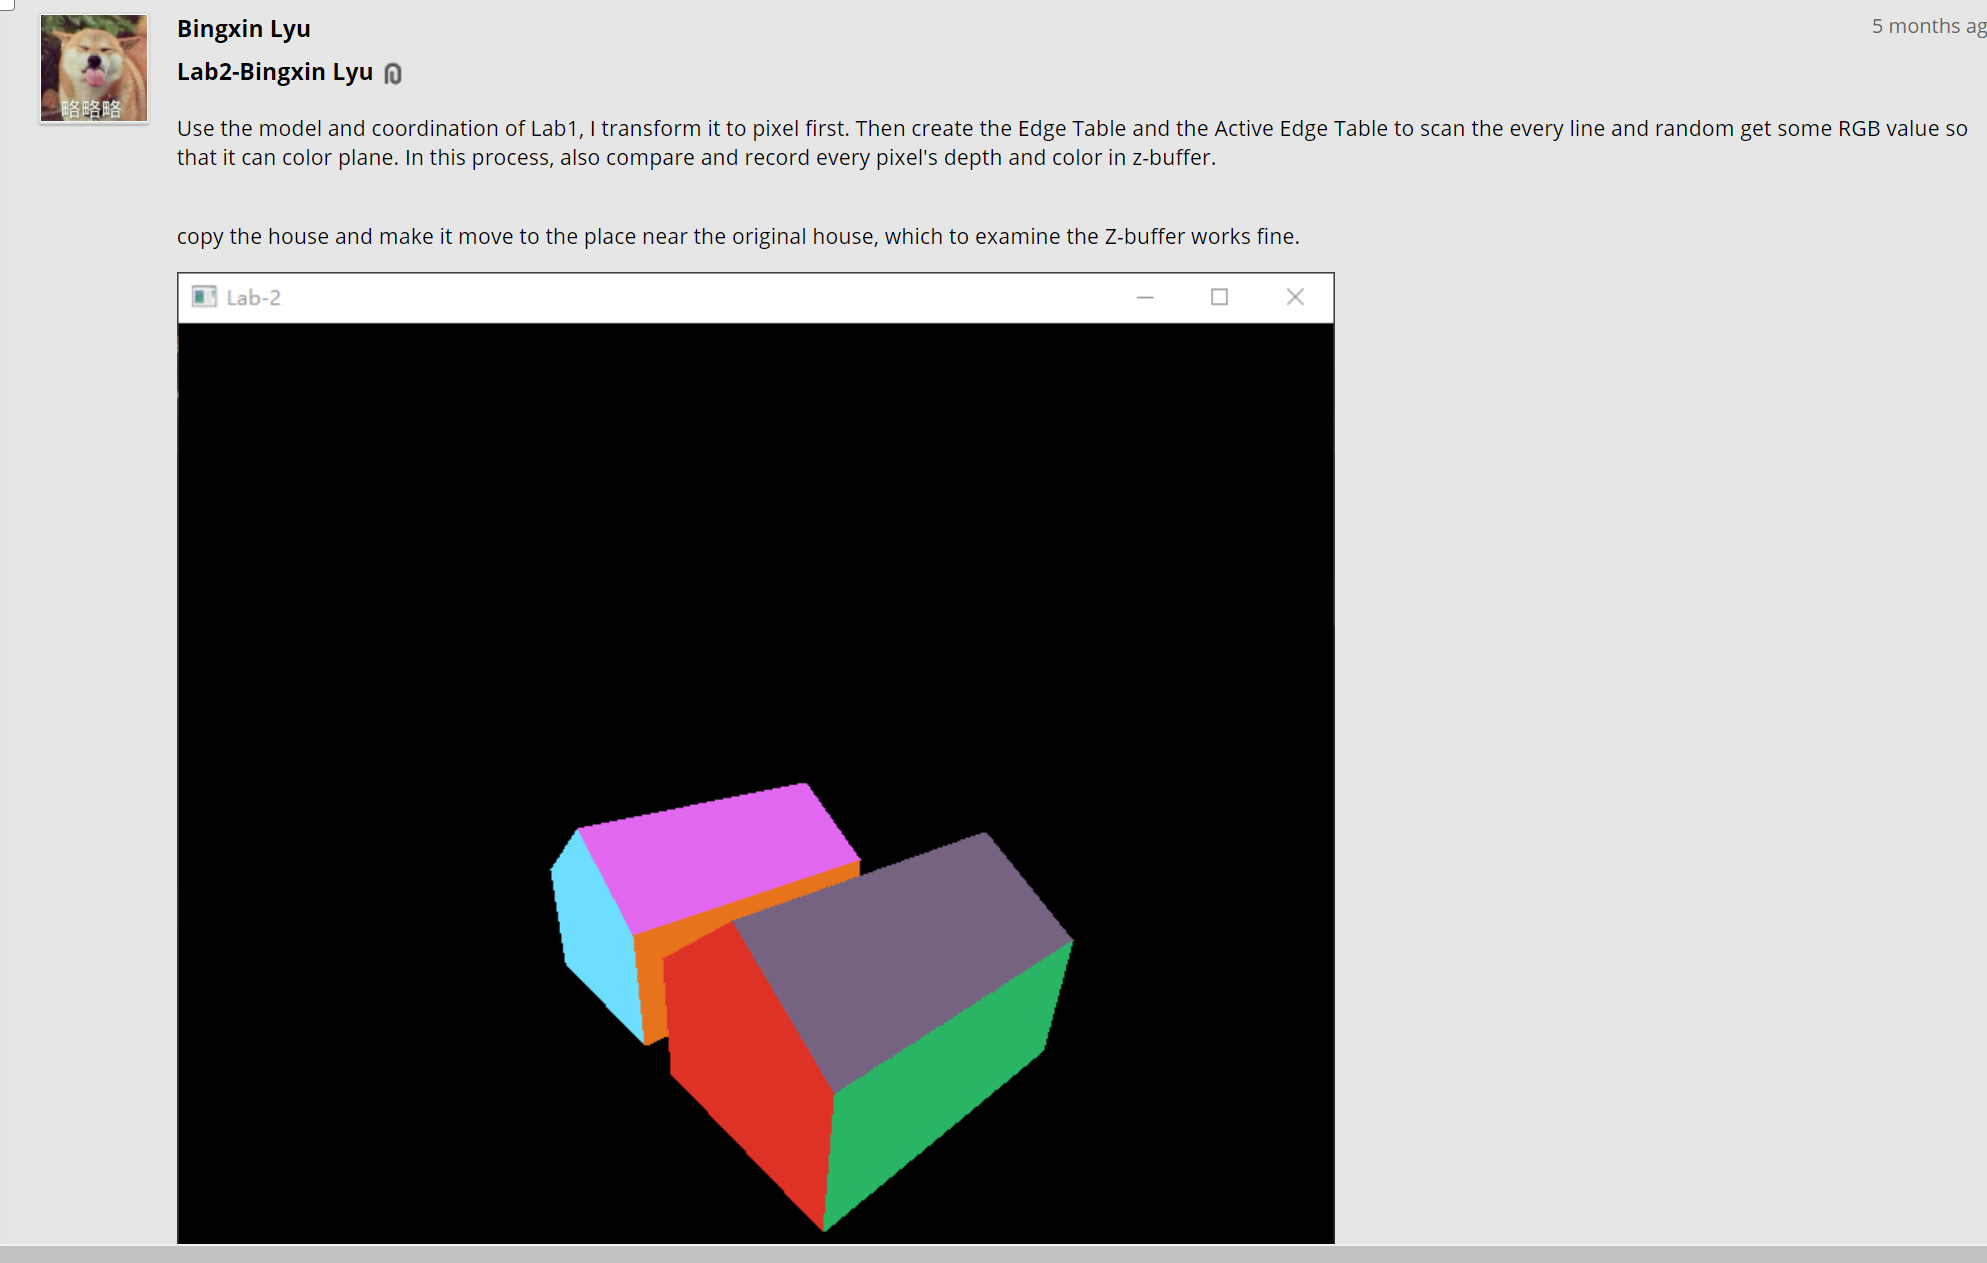 Bingxin Lyu
5 months ag
Lab2-Bingxin Lyu
略略略
Use the model and coordination of Lab1, I transform it to pixel first. Then create the Edge Table and the Active Edge Table to scan the every line and random get some RGB value so
that it can color plane. In this process, also compare and record every pixel's depth and color in z-buffer.
copy the house and make it move to the place near the original house, which to examine the Z-buffer works fine.
Lab-2